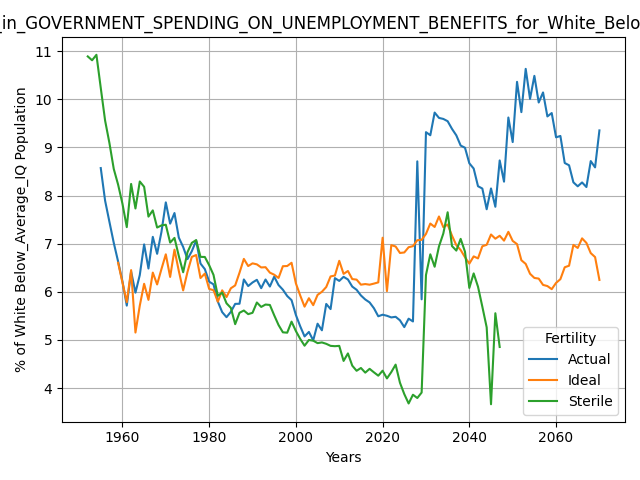 _in_GOVERNMENT_SPENDING_ON_UNEMPLOYMENT_BENEFITS_for_White_Belo
11
10
9
8
7
6
5
4
% of White Below_Average_IQ Population
1960
1980
2000
2020
2040
2060
Years
Fertility
Actual
Ideal
Sterile